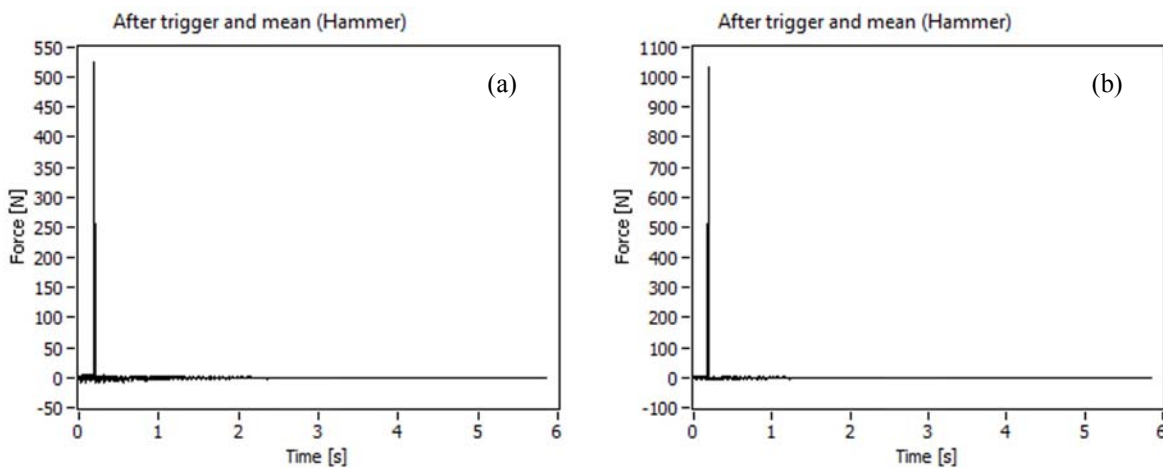 After trigger and mean (Hammer)
(a)
Force [N]
550
500
450
400
350
300
250
200
150
100
50
0
-50
0 1 2 3 4 5 6
Time [s]
After trigger and mean (Hammer)
(b)
Force [N]
1100
1000
900
800
700
600
500
400
300
200
100
0
-100
0 1 2 3 4 5 6
Time [s]